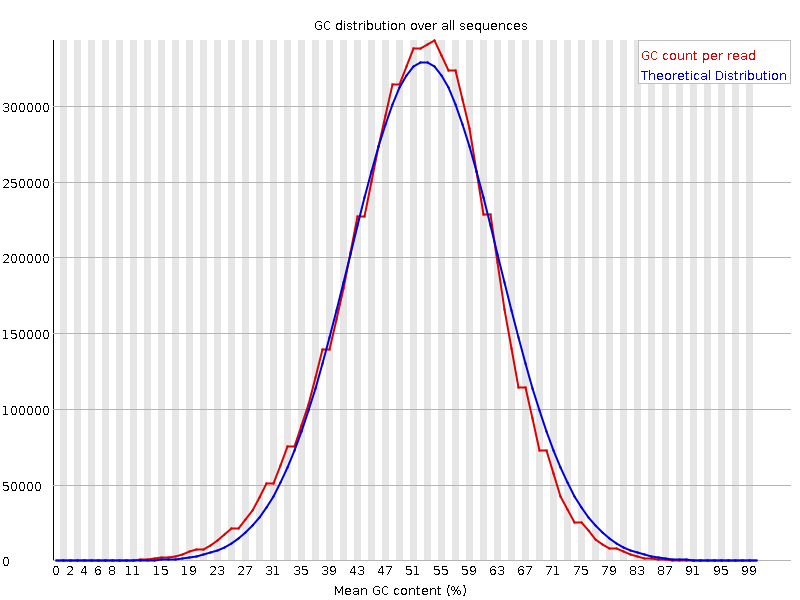 GC distribution over all sequences
GC count per read
Theoretical Distribution
300000
250000
200000
150000
100000
50000
0
0 2 4 6 8 11 15 19 23 27 31 35 39 43 47 51 55 59 63 67 71 75 79 83 87 91 95 99
Mean GC content (%)